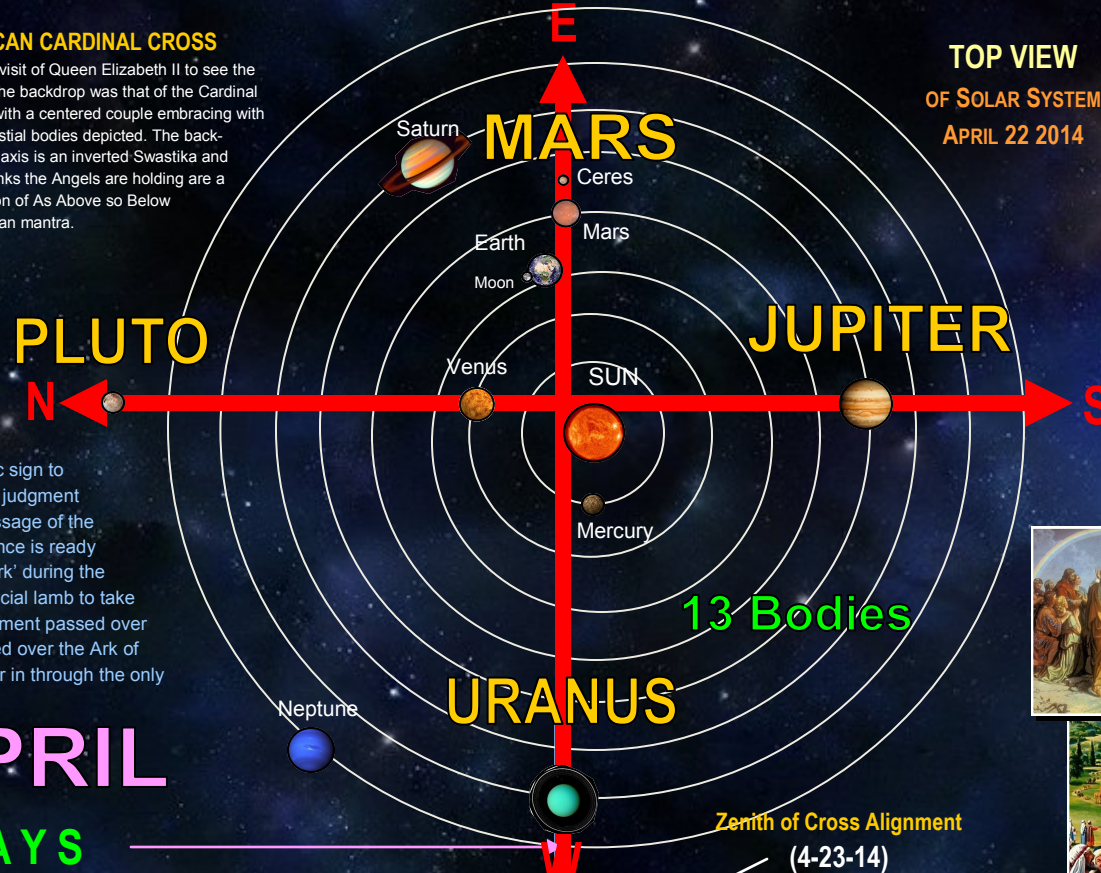 CAN CARDINAL CROSS
visit of Queen Elizabeth II to see the
he backdrop was that of the Cardinal
with a centered couple embracing with
stial bodies depicted. The back-
axis is an inverted Swastika and
nks the Angels are holding are a
on of As Above so Below
an mantra.
E
TOP VIEW
OF SOLAR SYSTEM
APRIL 22 2014
Saturn
MARS
Ceres
Mars
Earth
Moon
PLUTO
JUPITER
Venus
SUN
N
S
Mercury
c sign to
judgment
ssage of the
nce is ready
rk’ during the
icial lamb to take
ment passed over
ed over the Ark of
r in through the only
13 Bodies
URANUS
Neptune
PRIL
AYS
W
Zenith of Cross Alignment
(4-23-14)